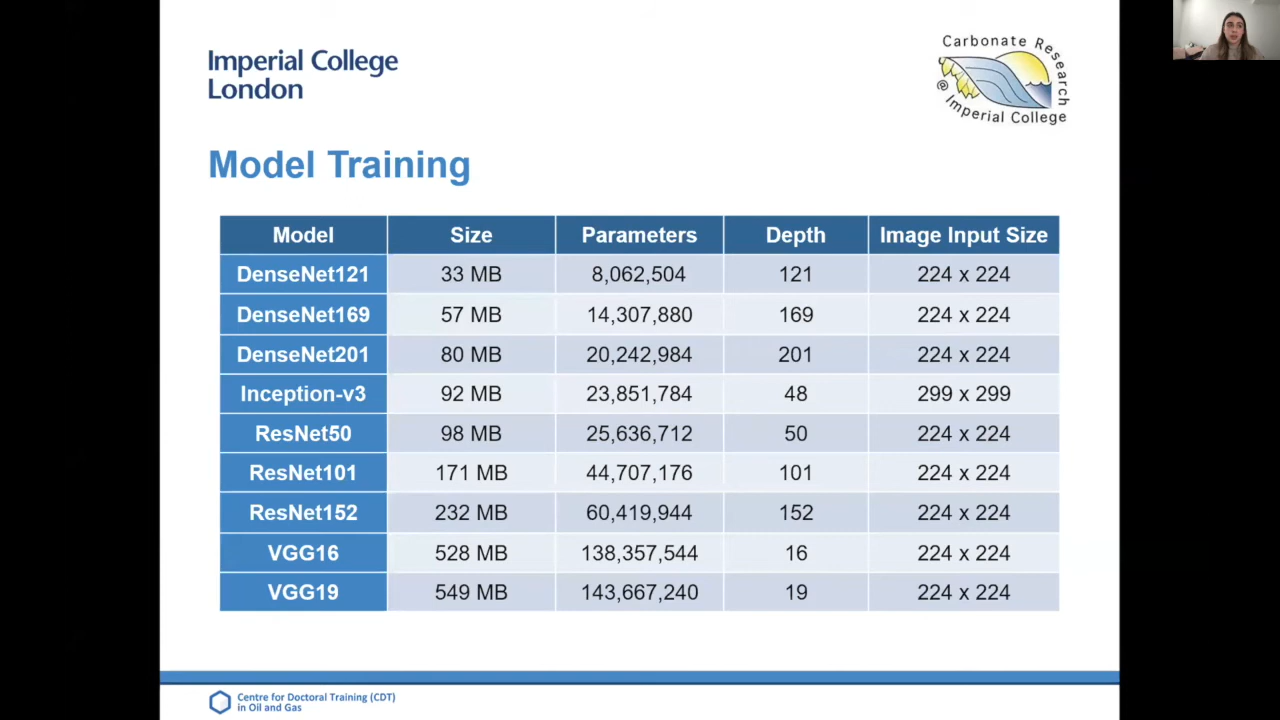 Imperial College
London
Carbonate Research
@ Imperial College
Model Training
Model Size Parameters Depth Image Input Size
DenseNet121 33 MB 8,062,504 121 224 x 224
DenseNet169 57 MB 14,307,880 169 224 x 224
DenseNet201 80 MB 20,242,984 201 224 x 224
Inception-v3 92 MB 23,851,784 48 299 x 299
ResNet50 98 MB 25,636,712 50 224 x 224
ResNet101 171 MB 44,707,176 101 224 x 224
ResNet152 232 MB 60,419,944 152 224 x 224
VGG16 528 MB 138,357,544 16 224 x 224
VGG19 549 MB 143,667,240 19 224 x 224
Centre for Doctoral Training (CDT)
in Oil and Gas